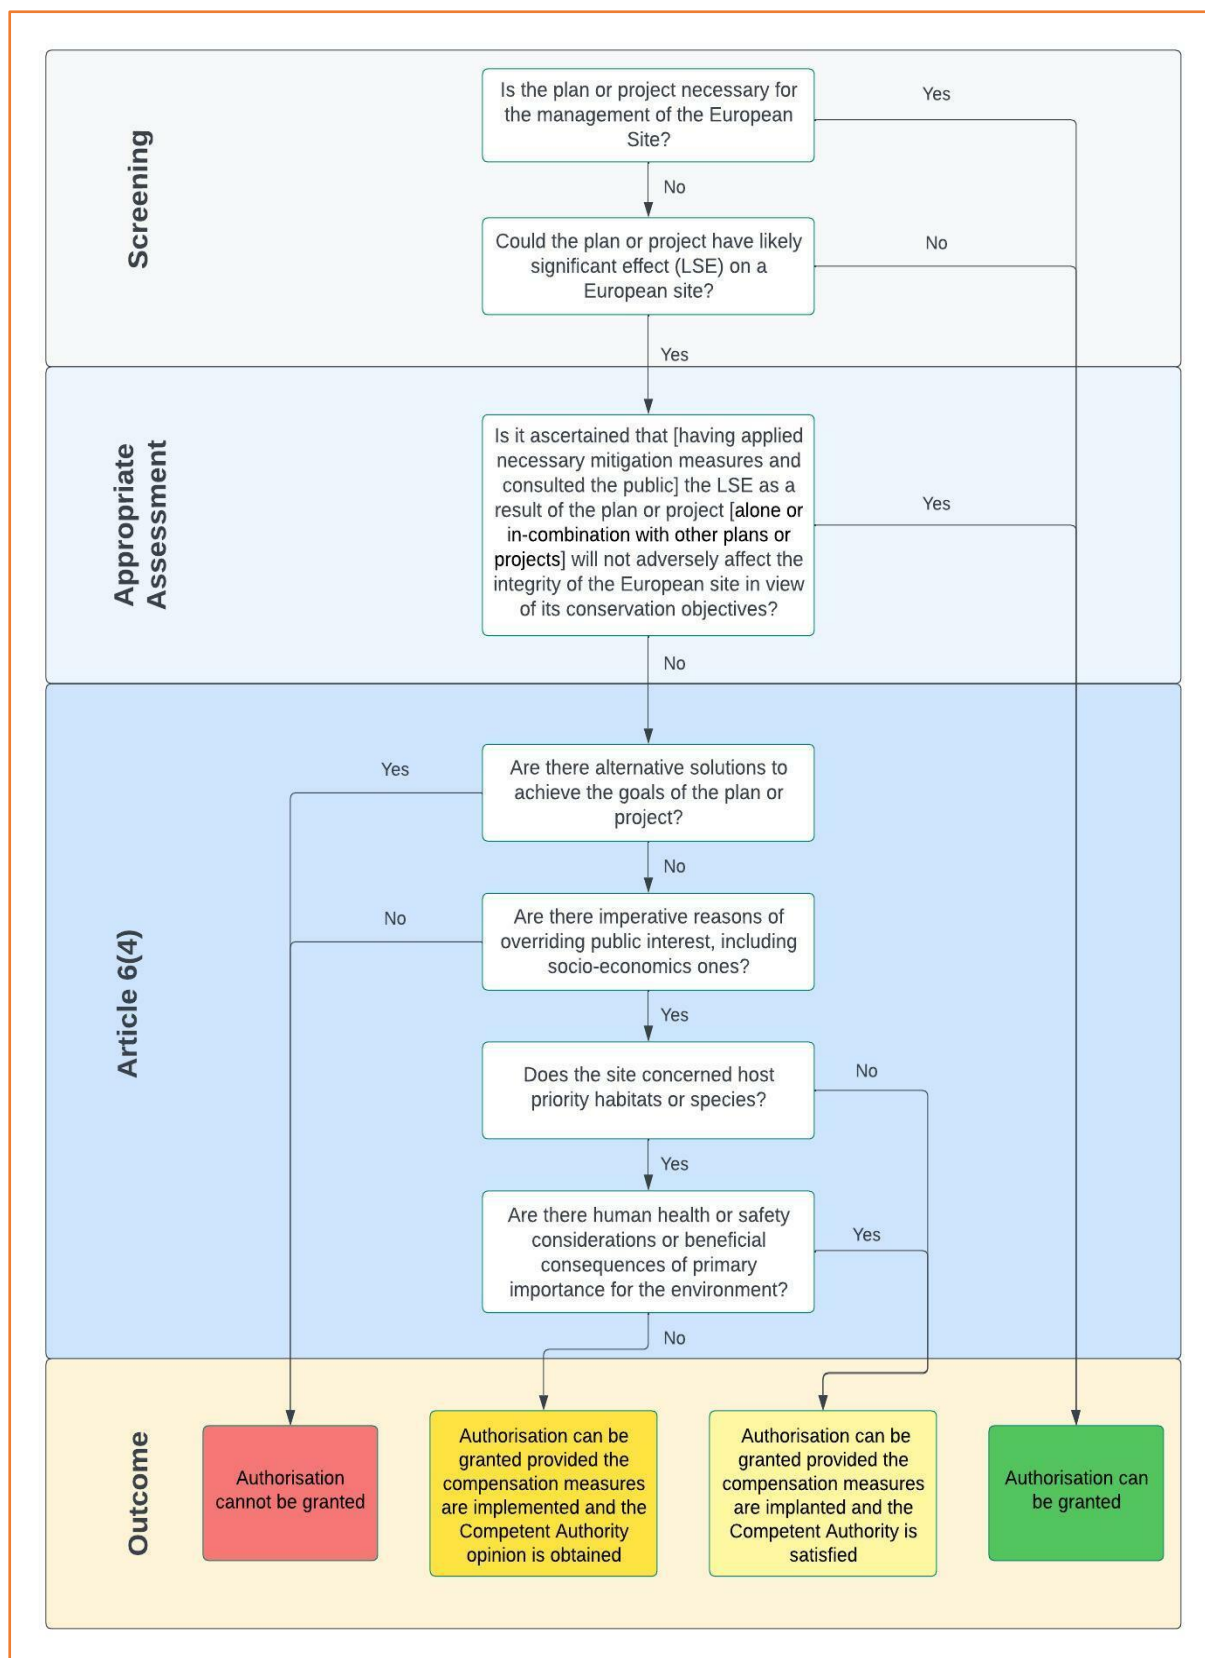 Screening
Is the plan or project necessary for
the management of the European
Site?
Yes
No
Could the plan or project have likely
significant effect (LSE) on a
European site?
No
Yes
Appropriate
Assessment
Is it ascertained that [having applied
necessary mitigation measures and
consulted the public] the LSE as a
result of the plan or project [alone or
in-combination with other plans or
projects] will not adversely affect the
integrity of the European site in view
of its conservation objectives?
Yes
No
Article 6(4)
Are there alternative solutions to
achieve the goals of the plan or
project?
Yes
No
Are there imperative reasons of
overriding public interest, including
socio-economics ones?
No
Yes
Does the site concerned host
priority habitats or species?
No
Yes
Are there human health or safety
considerations or beneficial
consequences of primary
importance for the environment?
Yes
No
Outcome
Authorisation
cannot be granted
Authorisation can be
granted provided the
compensation measures
are implemented and the
Competent Authority
opinion is obtained
Authorisation can be
granted provided the
compensation measures
are implanted and the
Competent Authority is
satisfied
Authorisation can
be granted